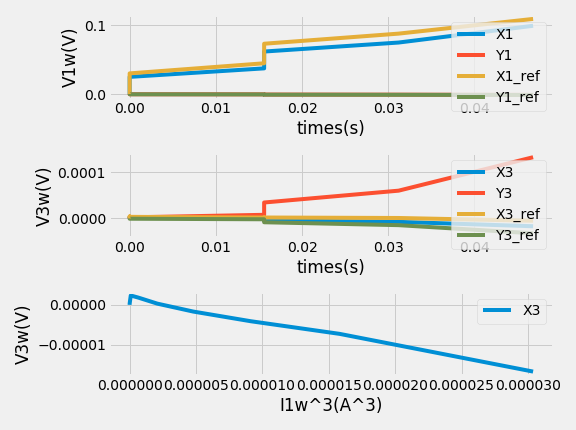 0.1
0.0
V1w(V)
X1
Y1
X1_ref
Y1_ref
0.00 0.01 0.02 0.03 0.04
times(s)
0.0001
0.0000
V3w(V)
X3
Y3
X3_ref
Y3_ref
0.00 0.01 0.02 0.03 0.04
times(s)
0.00000
−0.00001
V3w(V)
X3
0.000000 0.000005 0.000010 0.000015 0.000020 0.000025 0.000030
I1w^3(A^3)